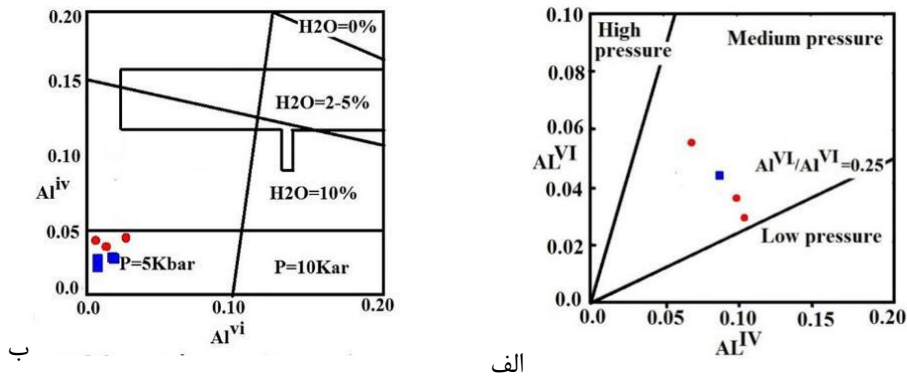 0.20
0.15
0.10
0.05
0.0
Al^iv
H2O=0%
H2O=2-5%
H2O=10%
P=5Kbar
P=10Kar
0.0
0.10
0.20
Al^vi
ب
0.10
0.08
0.06
0.04
0.02
0.0
AL^VI
High
pressure
Medium pressure
Al^VI/Al^VI=0.25
Low pressure
0.0
0.05
0.10
0.15
0.20
AL^IV
الف